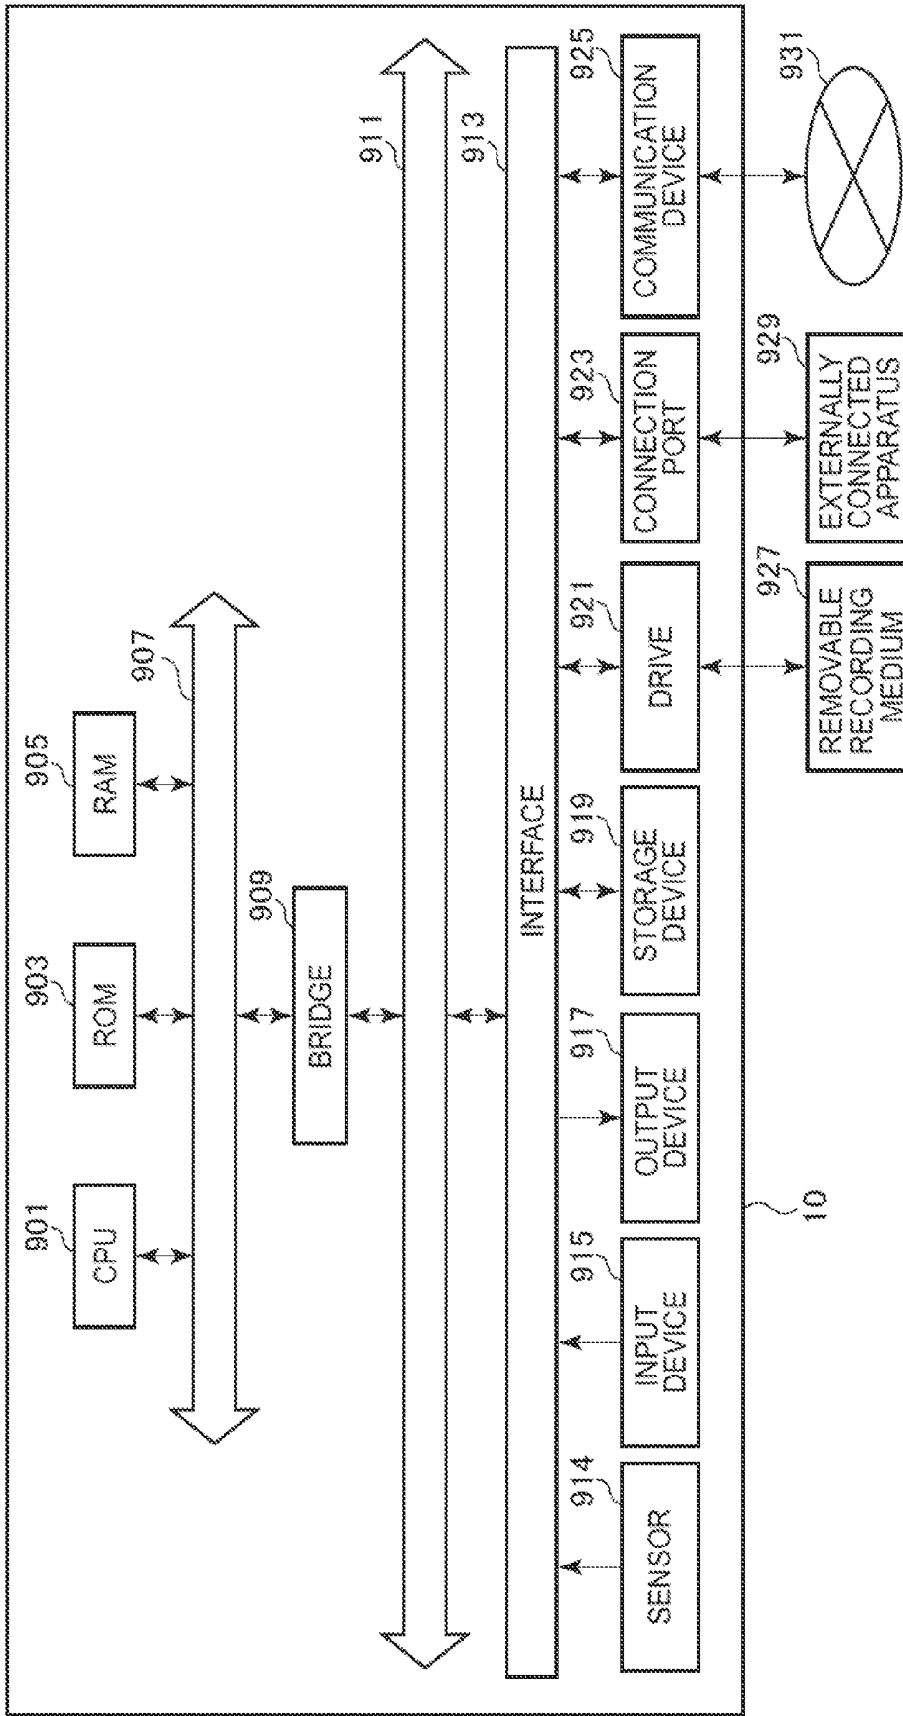 901
CPU
903
ROM
905
RAM
907
909
BRIDGE
911
913
INTERFACE
914
SENSOR
915
INPUT
DEVICE
917
OUTPUT
DEVICE
919
STORAGE
DEVICE
921
DRIVE
923
CONNECTION
PORT
925
COMMUNICATION
DEVICE
10
927
REMOVABLE
RECORDING
MEDIUM
929
EXTERNALLY
CONNECTED
APPARATUS
931